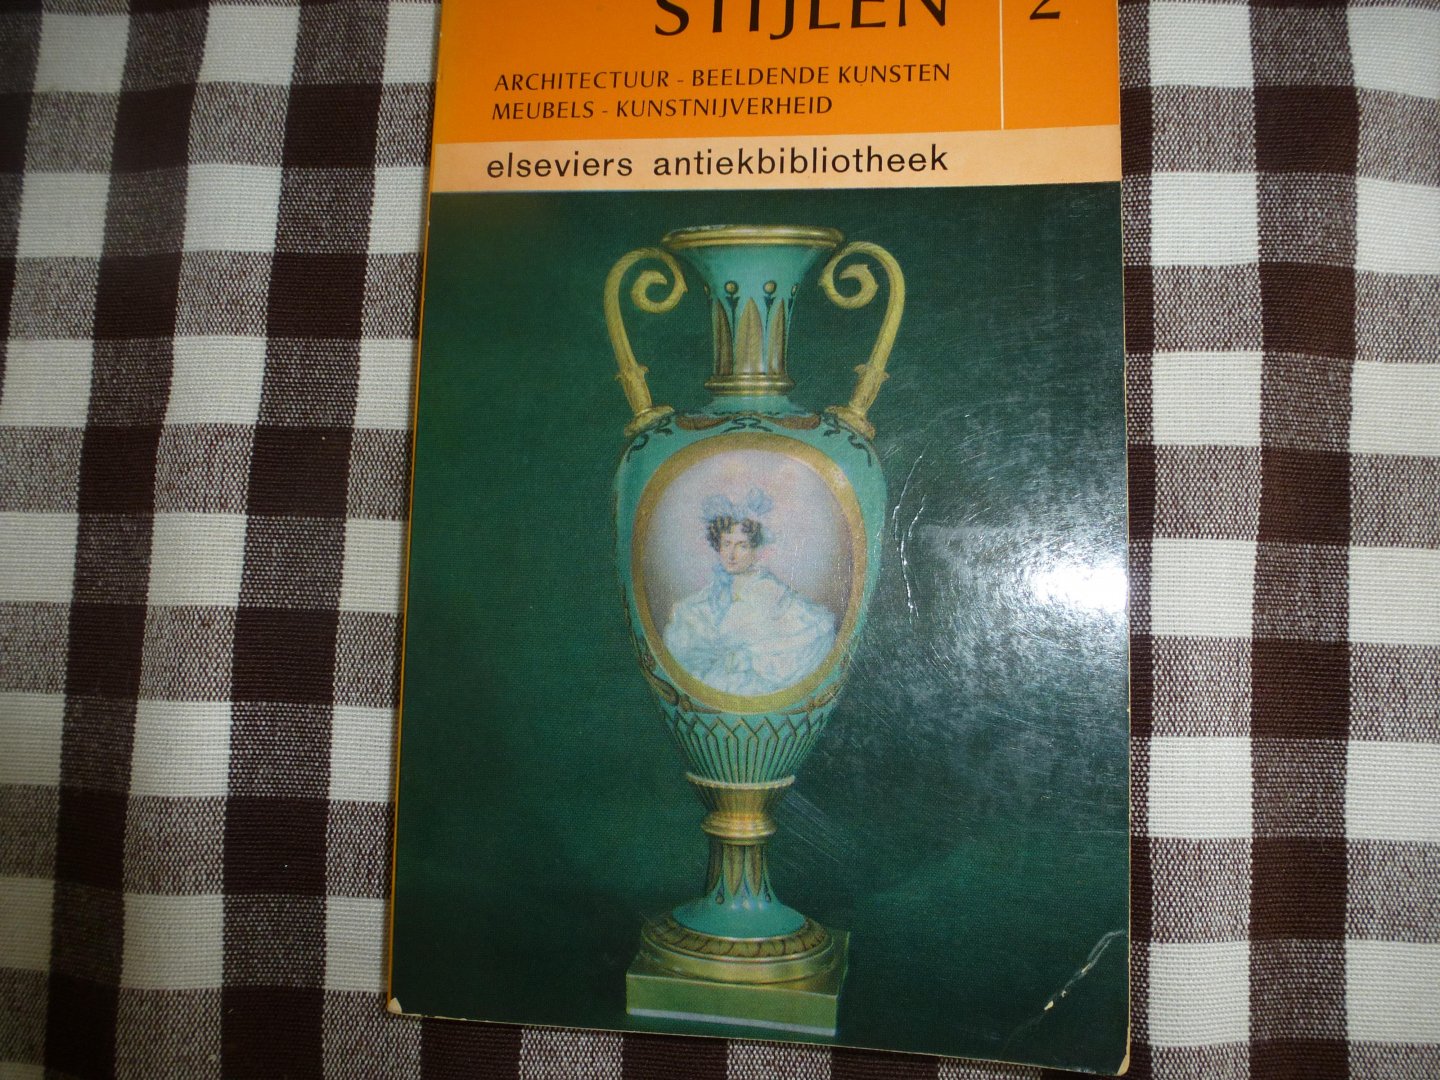 STIJLEN 2
ARCHITECTUUR - BEELDENDE KUNSTEN
MEUBELS - KUNSTNIJVERHEID
elseviers antiekbibliotheek